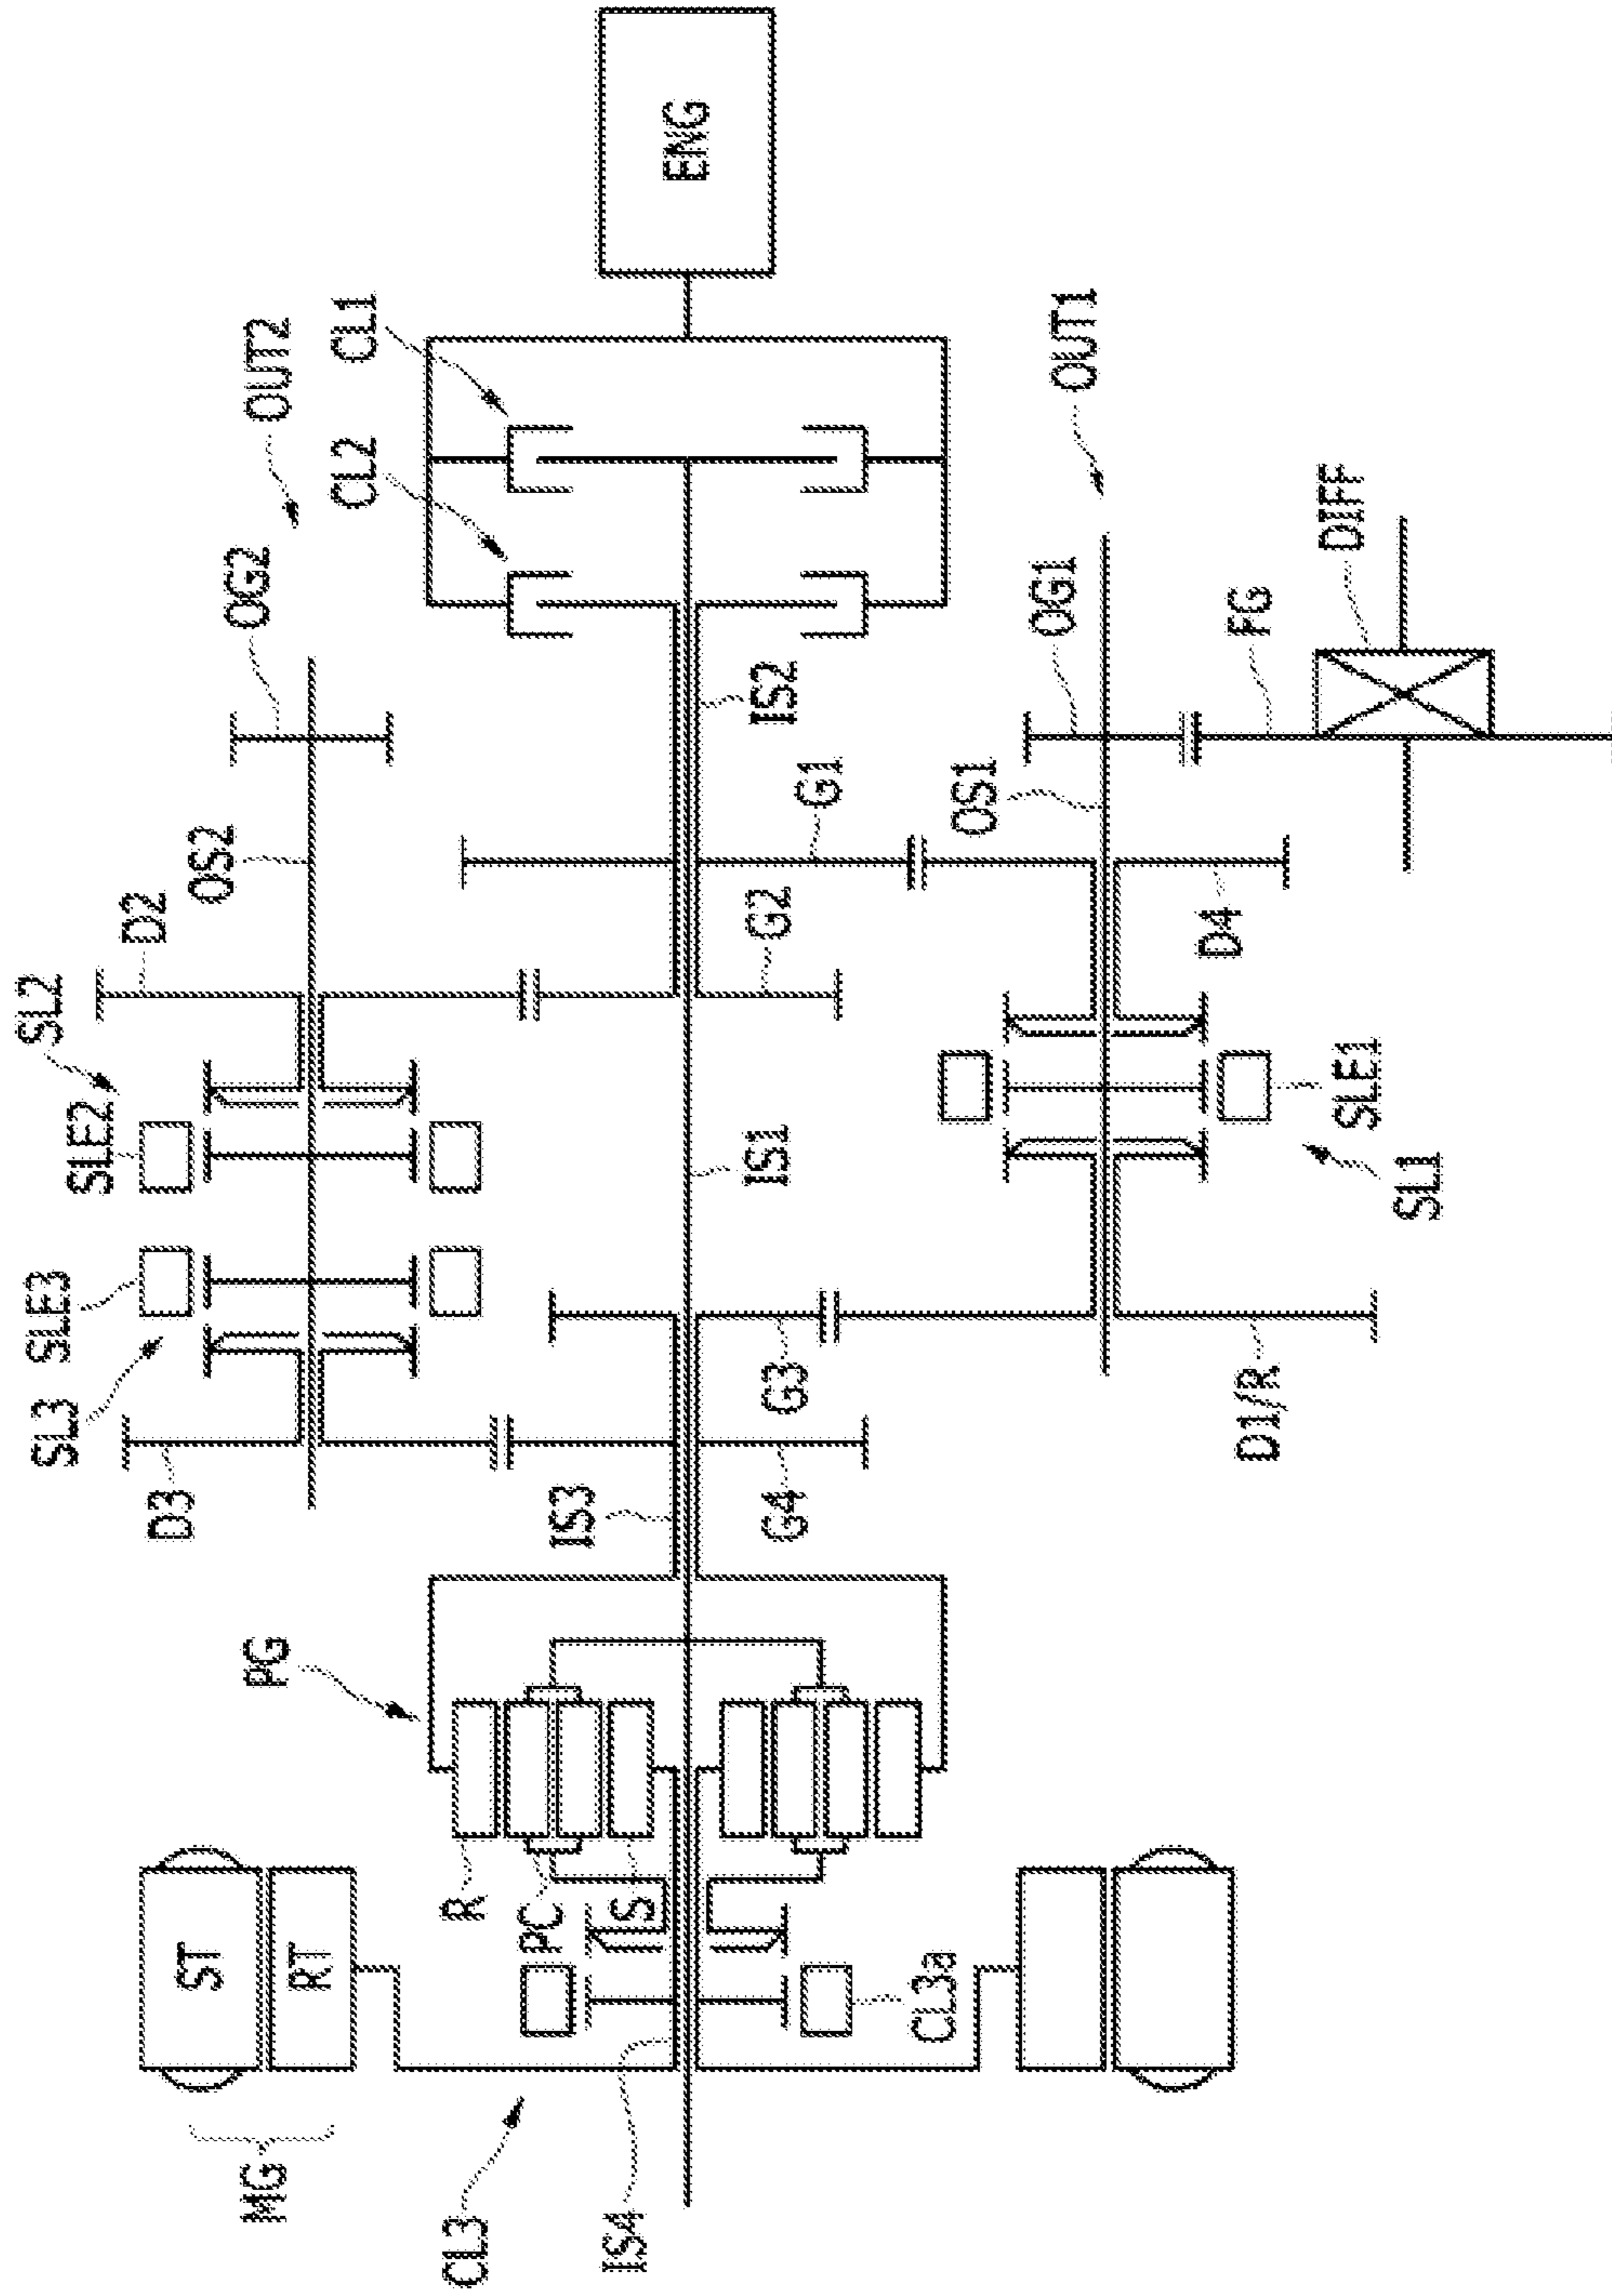 ENG
CL1
OUT2
CL2
OUT1
DIFF
OG2
OG1
FG
IS2
G1
OS1
OS2
D2
G2
D4
SL2
SLE2
IS1
SLE1
SL1
SLE3
SL3
G3
D1/R
D3
IS3
G4
PG
R
PC
S
ST
RT
CL3a
MG
CL3
IS4